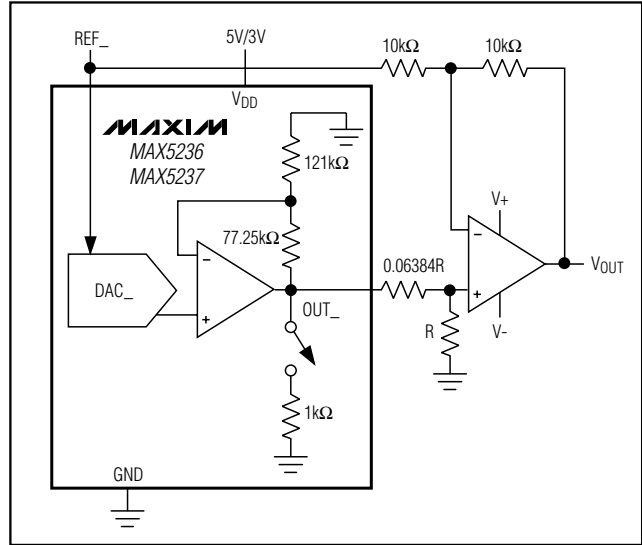 REF_
5V/3V
10kΩ
10kΩ
VDD
MAXIM
MAX5236
MAX5237
121kΩ
77.25kΩ
DAC_
-
+
OUT_
0.06384R
R
V+
-
+
V-
VOUT
1kΩ
GND